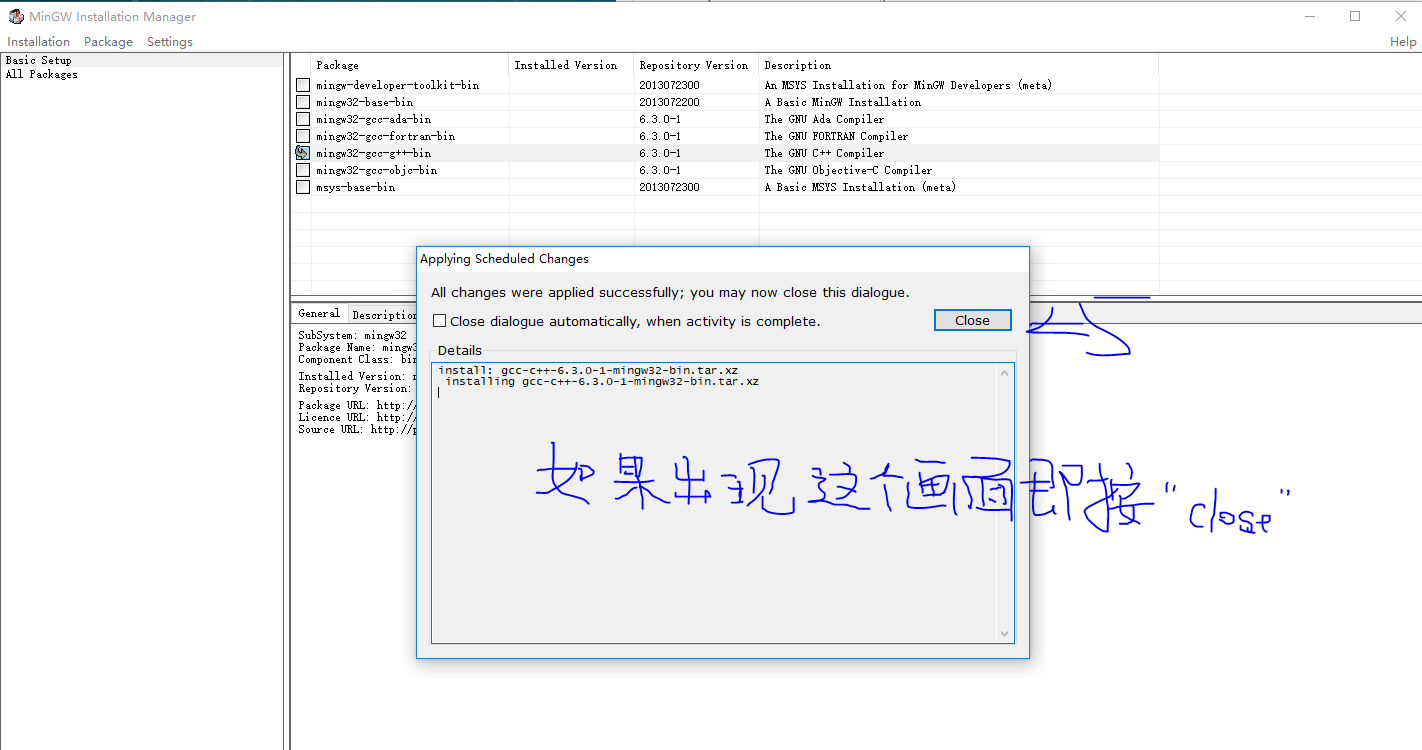 MinGW Installation Manager
Installation Package Settings Help
Basic Setup
All Packages
Package Installed Version Repository Version Description
mingw-developer-toolkit-bin 2013072300 An MSYS Installation for MinGW Developers (meta)
mingw32-base-bin 2013072200 A Basic MinGW Installation
mingw32-gcc-ada-bin 6.3.0-1 The GNU Ada Compiler
mingw32-gcc-fortran-bin 6.3.0-1 The GNU FORTRAN Compiler
mingw32-gcc-g++-bin 6.3.0-1 The GNU C++ Compiler
mingw32-gcc-objc-bin 6.3.0-1 The GNU Objective-C Compiler
msys-base-bin 2013072300 A Basic MSYS Installation (meta)
Applying Scheduled Changes
All changes were applied successfully; you may now close this dialogue.
Close dialogue automatically, when activity is complete.
Close
Details
install: gcc-c++-6.3.0-1-mingw32-bin.tar.xz
installing gcc-c++-6.3.0-1-mingw32-bin.tar.xz
General Description
SubSystem: mingw32
Package Name: mingw3
Component Class: bin
Installed Version:
Repository Version:
Package URL: http://
Licence URL: http://
Source URL: http://p
如果出现这个画面即按"close"